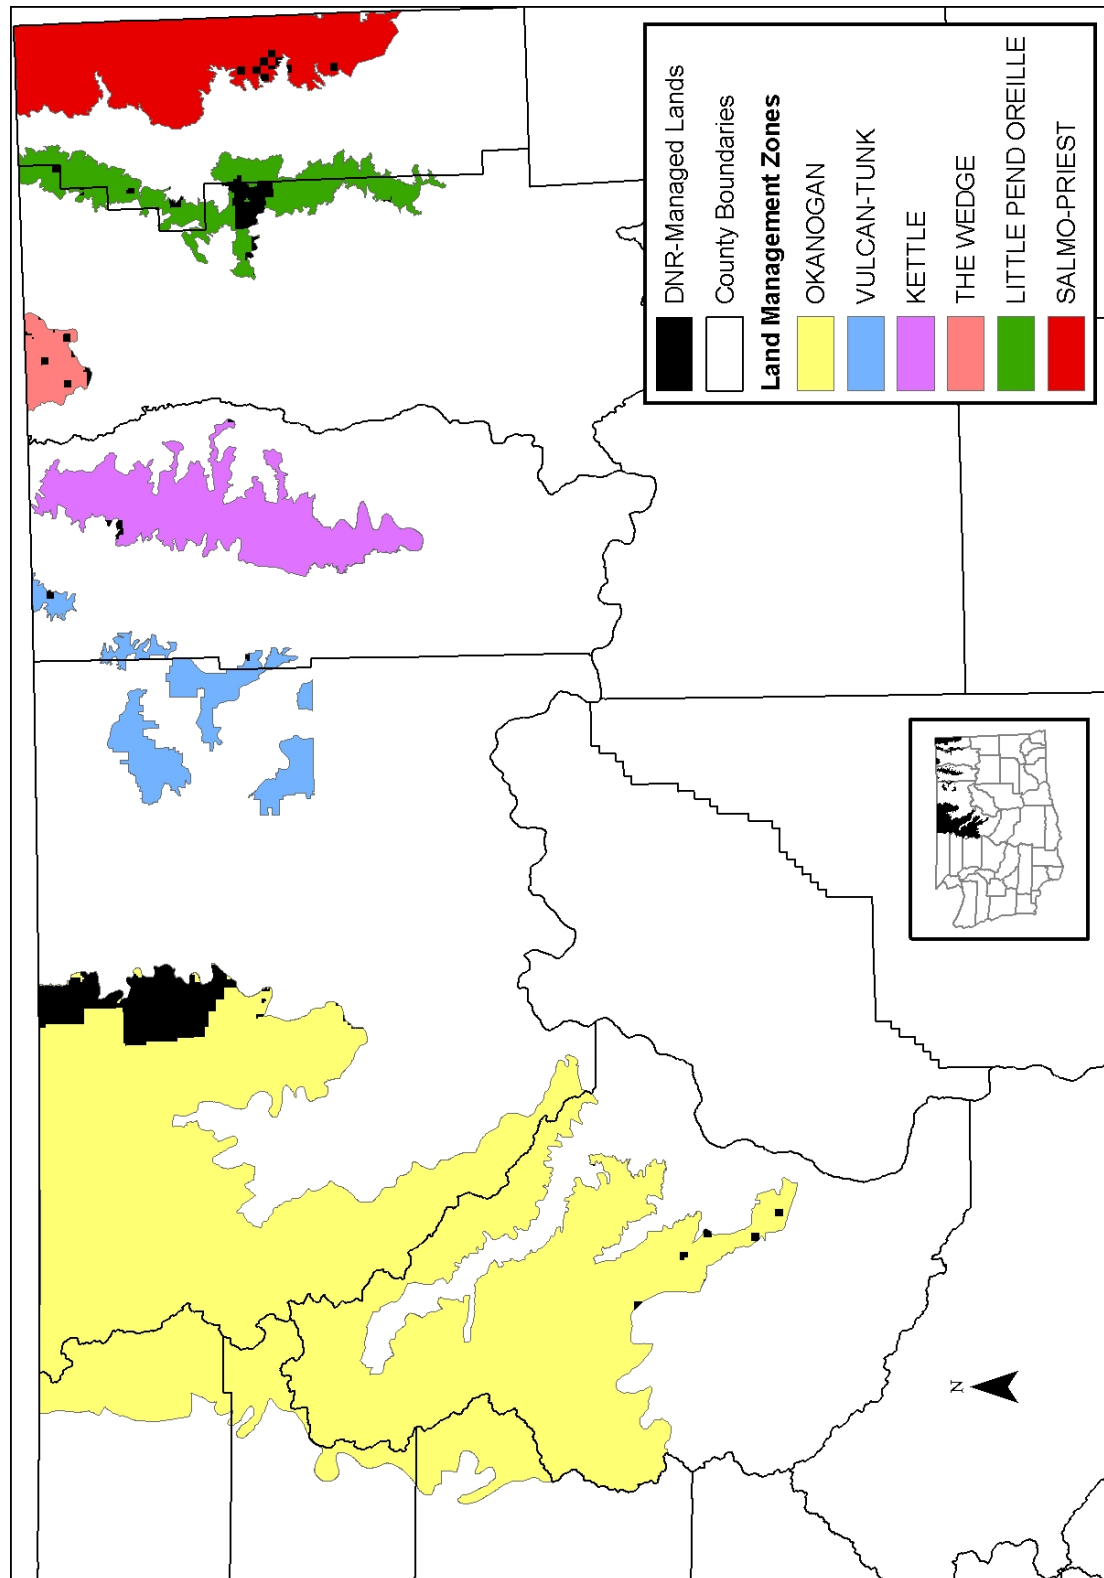 DNR-Managed Lands
County Boundaries
Land Management Zones
OKANOGAN
VULCAN-TUNK
KETTLE
THE WEDGE
LITTLE PEND OREILLE
SALMO-PRIEST
N